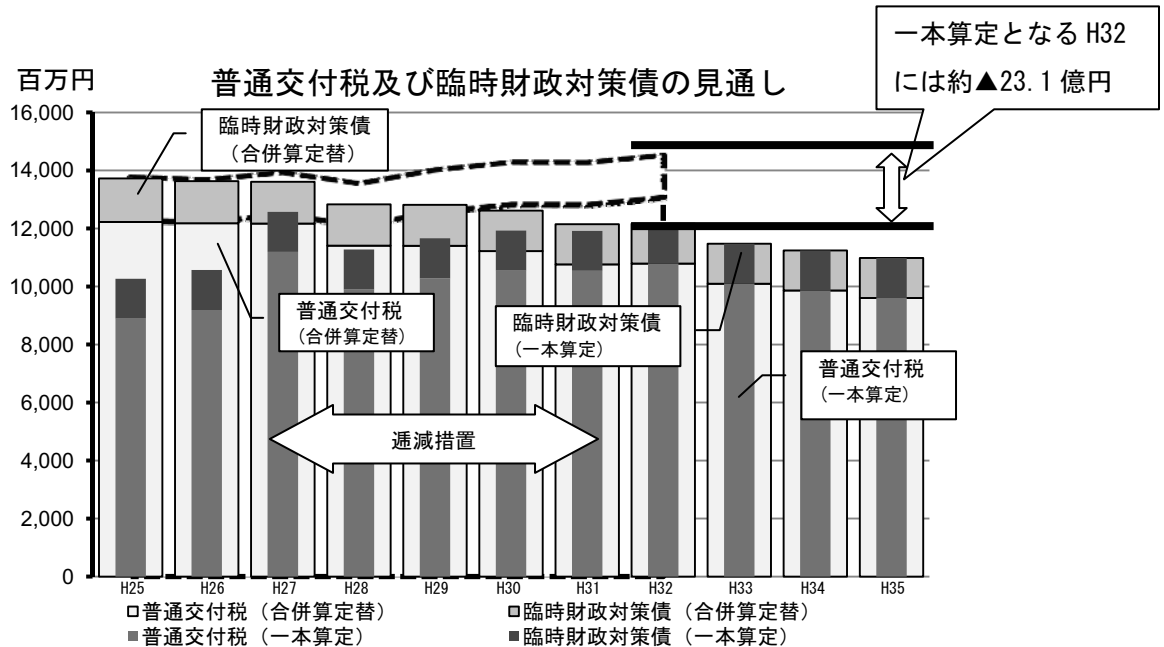 一本算定となる H32
には約▲23.1 億円
百万円
普通交付税及び臨時財政対策債の見通し
16,000
14,000
12,000
10,000
8,000
6,000
4,000
2,000
0
臨時財政対策債
（合併算定替）
普通交付税
（合併算定替）
臨時財政対策債
（一本算定）
普通交付税
（一本算定）
逓減措置
H25 H26 H27 H28 H29 H30 H31 H32 H33 H34 H35
普通交付税（合併算定替） 臨時財政対策債（合併算定替）
普通交付税（一本算定） 臨時財政対策債（一本算定）